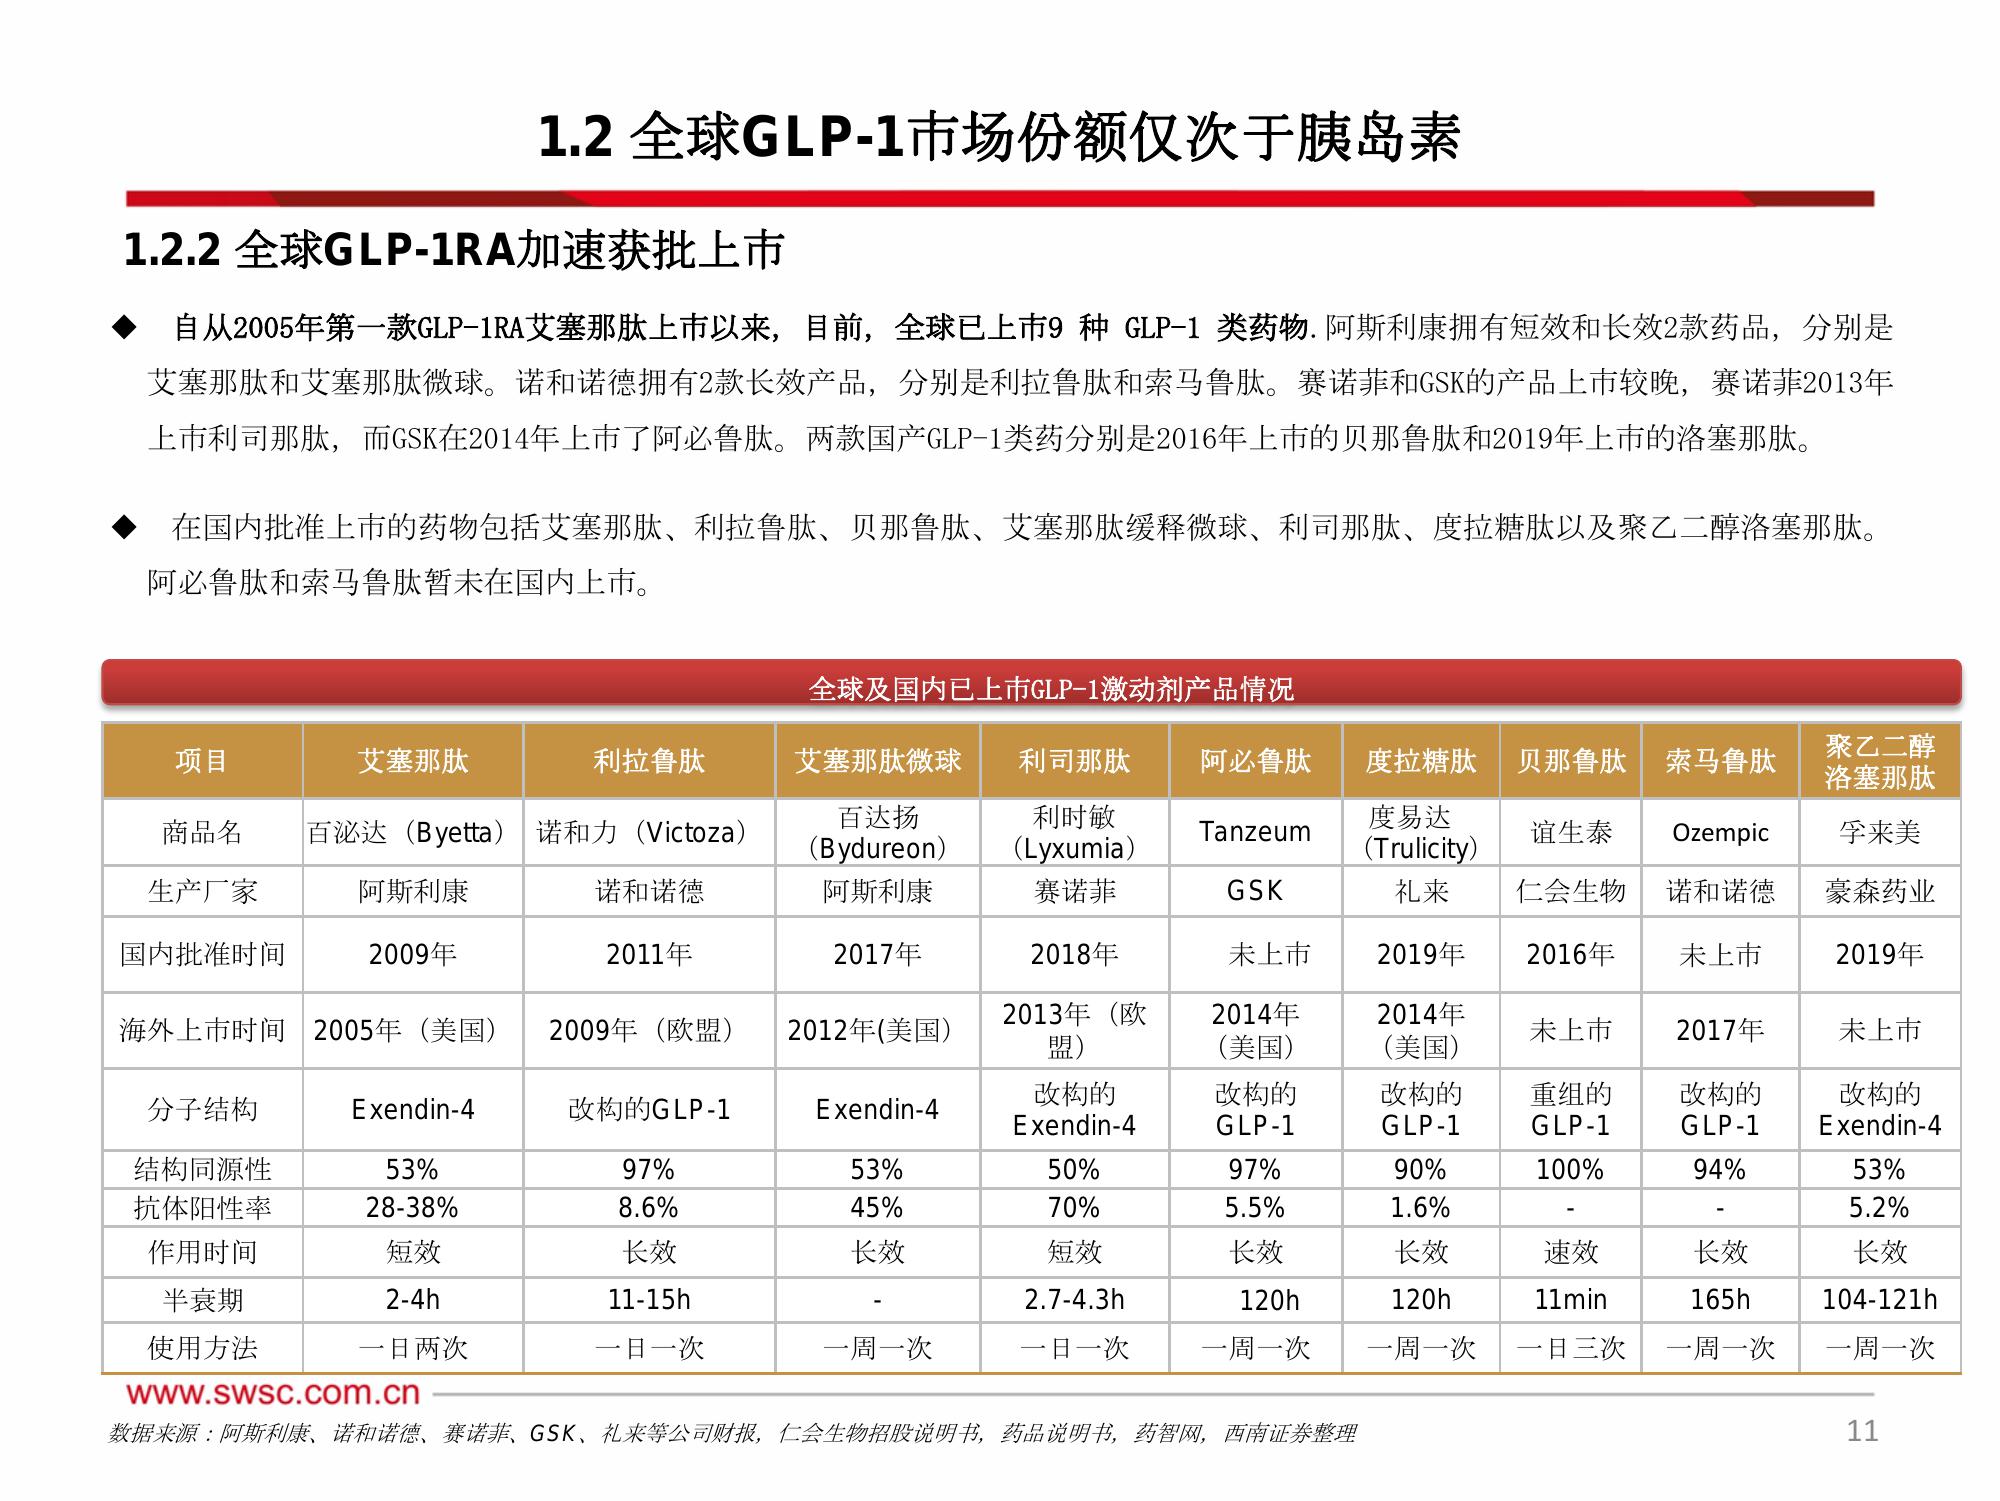 1.2 全球GLP-1市场份额仅次于胰岛素
1.2.2 全球GLP-1RA加速获批上市
◆ 自从2005年第一款GLP-1RA艾塞那肽上市以来，目前，全球已上市9 种 GLP-1 类药物.阿斯利康拥有短效和长效2款药品，分别是
艾塞那肽和艾塞那肽微球。诺和诺德拥有2款长效产品，分别是利拉鲁肽和索马鲁肽。赛诺菲和GSK的产品上市较晚，赛诺菲2013年
上市利司那肽，而GSK在2014年上市了阿必鲁肽。两款国产GLP-1类药分别是2016年上市的贝那鲁肽和2019年上市的洛塞那肽。
◆ 在国内批准上市的药物包括艾塞那肽、利拉鲁肽、贝那鲁肽、艾塞那肽缓释微球、利司那肽、度拉糖肽以及聚乙二醇洛塞那肽。
阿必鲁肽和索马鲁肽暂未在国内上市。
全球及国内已上市GLP-1激动剂产品情况
项目 艾塞那肽 利拉鲁肽 艾塞那肽微球 利司那肽 阿必鲁肽 度拉糖肽 贝那鲁肽 索马鲁肽 聚乙二醇洛塞那肽
商品名 百泌达（Byetta） 诺和力（Victoza） 百达扬（Bydureon） 利时敏（Lyxumia） Tanzeum 度易达（Trulicity） 谊生泰 Ozempic 孚来美
生产厂家 阿斯利康 诺和诺德 阿斯利康 赛诺菲 GSK 礼来 仁会生物 诺和诺德 豪森药业
国内批准时间 2009年 2011年 2017年 2018年 未上市 2019年 2016年 未上市 2019年
海外上市时间 2005年（美国） 2009年（欧盟） 2012年(美国） 2013年（欧盟） 2014年（美国） 2014年（美国） 未上市 2017年 未上市
分子结构 Exendin-4 改构的GLP-1 Exendin-4 改构的Exendin-4 改构的GLP-1 改构的GLP-1 重组的GLP-1 改构的GLP-1 改构的Exendin-4
结构同源性 53% 97% 53% 50% 97% 90% 100% 94% 53%
抗体阳性率 28-38% 8.6% 45% 70% 5.5% 1.6% - - 5.2%
作用时间 短效 长效 长效 短效 长效 长效 速效 长效 长效
半衰期 2-4h 11-15h - 2.7-4.3h 120h 120h 11min 165h 104-121h
使用方法 一日两次 一日一次 一周一次 一日一次 一周一次 一周一次 一日三次 一周一次 一周一次
www.swsc.com.cn
数据来源：阿斯利康、诺和诺德、赛诺菲、GSK、礼来等公司财报，仁会生物招股说明书，药品说明书，药智网，西南证券整理
11